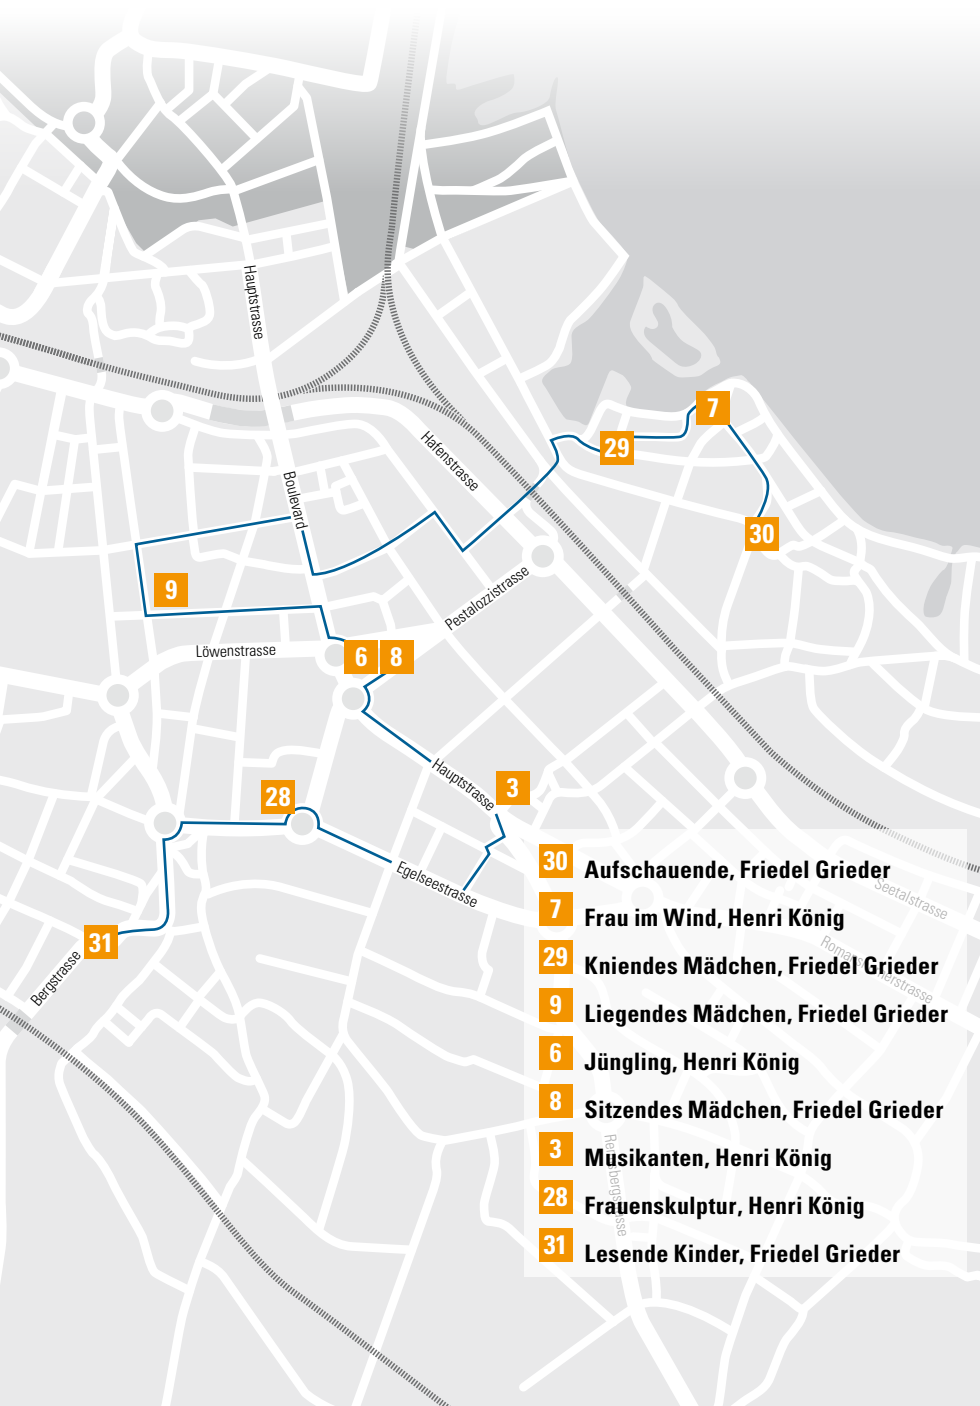 Hauptstrasse
7
Hafenstrasse
29
Boulevard
30
Pestalozzistrasse
9
Löwenstrasse
6 8
Hauptstrasse
3
28
Egelseestrasse
31
Bergstrasse
Seetalstrasse
30 Aufschauende, Friedel Grieder
7 Frau im Wind, Henri König
29 Kniendes Mädchen, Friedel Grieder
9 Liegendes Mädchen, Friedel Grieder
6 Jüngling, Henri König
8 Sitzendes Mädchen, Friedel Grieder
3 Musikanten, Henri König
28 Frauenskulptur, Henri König
31 Lesende Kinder, Friedel Grieder